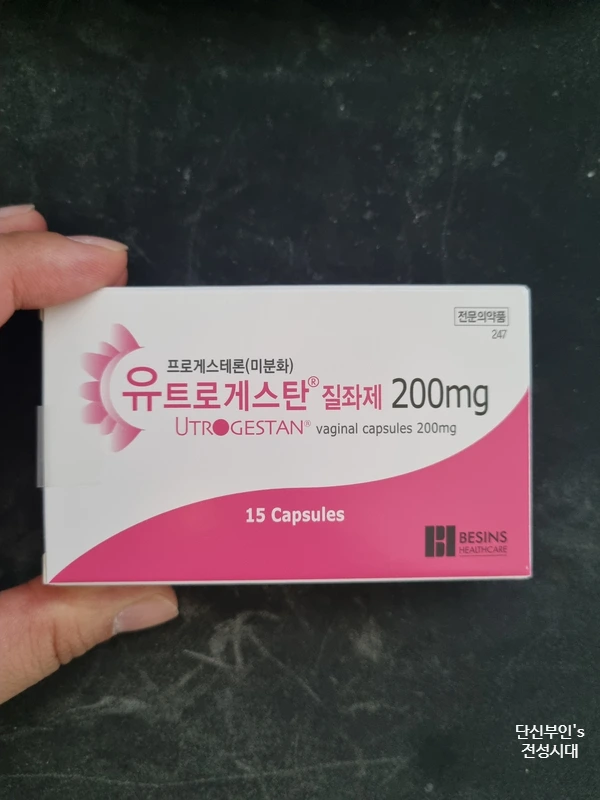 전문의약품
247
프로게스테론(미분화)
유트로게스탄® 질좌제 200mg
UTROGESTAN® vaginal capsules 200mg
15 Capsules
BESINS
HEALTHCARE
단신부인's
전성시대